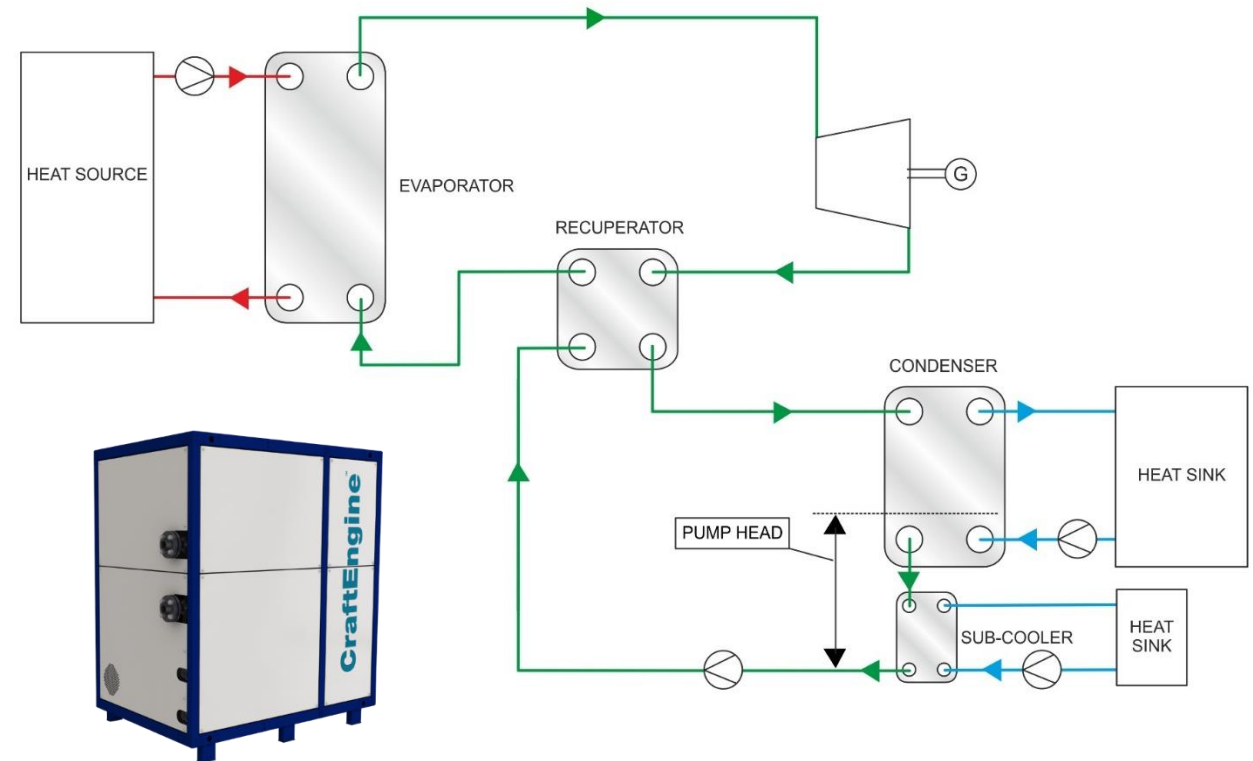 HEAT SOURCE
EVAPORATOR
G
RECUPERATOR
CONDENSER
HEAT SINK
PUMP HEAD
SUB-COOLER
HEAT
SINK
CraftEngine